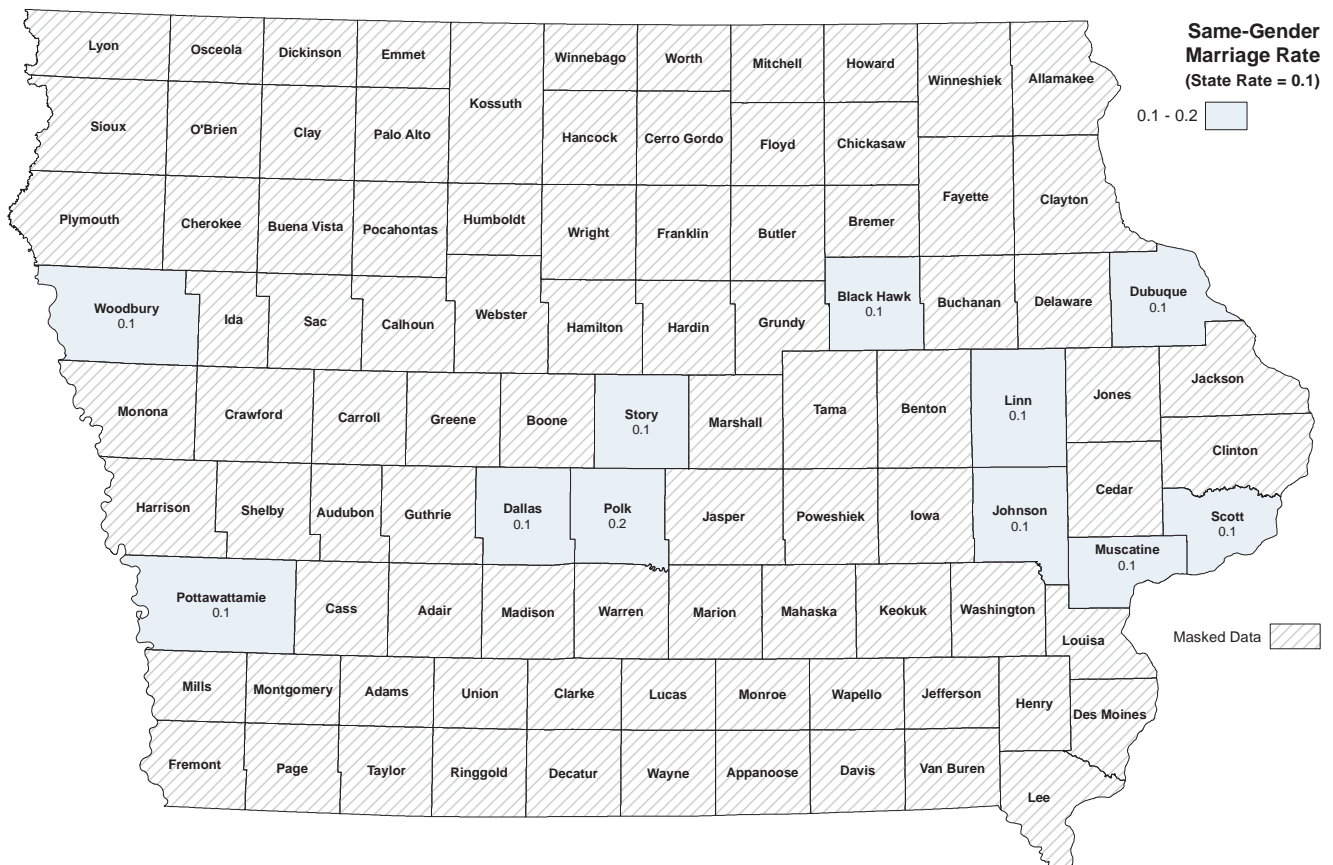 Same-Gender
Marriage Rate
(State Rate = 0.1)
0.1 - 0.2
Lyon
Osceola
Dickinson
Emmet
Kossuth
Winnebago
Worth
Mitchell
Howard
Winneshiek
Allamakee
Sioux
O'Brien
Clay
Palo Alto
Hancock
Cerro Gordo
Floyd
Chickasaw
Plymouth
Cherokee
Buena Vista
Pocahontas
Humboldt
Wright
Franklin
Butler
Bremer
Fayette
Clayton
Woodbury
0.1
Ida
Sac
Calhoun
Webster
Hamilton
Hardin
Grundy
Black Hawk
0.1
Buchanan
Delaware
Dubuque
0.1
Monona
Crawford
Carroll
Greene
Boone
Story
0.1
Marshall
Tama
Benton
Linn
0.1
Jones
Jackson
Clinton
Harrison
Shelby
Audubon
Guthrie
Dallas
0.1
Polk
0.2
Jasper
Poweshiek
Iowa
Johnson
0.1
Cedar
Scott
0.1
Muscatine
0.1
Pottawattamie
0.1
Cass
Adair
Madison
Warren
Marion
Mahaska
Keokuk
Washington
Louisa
Masked Data
Mills
Montgomery
Adams
Union
Clarke
Lucas
Monroe
Wapello
Jefferson
Henry
Des Moines
Fremont
Page
Taylor
Ringgold
Decatur
Wayne
Appanoose
Davis
Van Buren
Lee